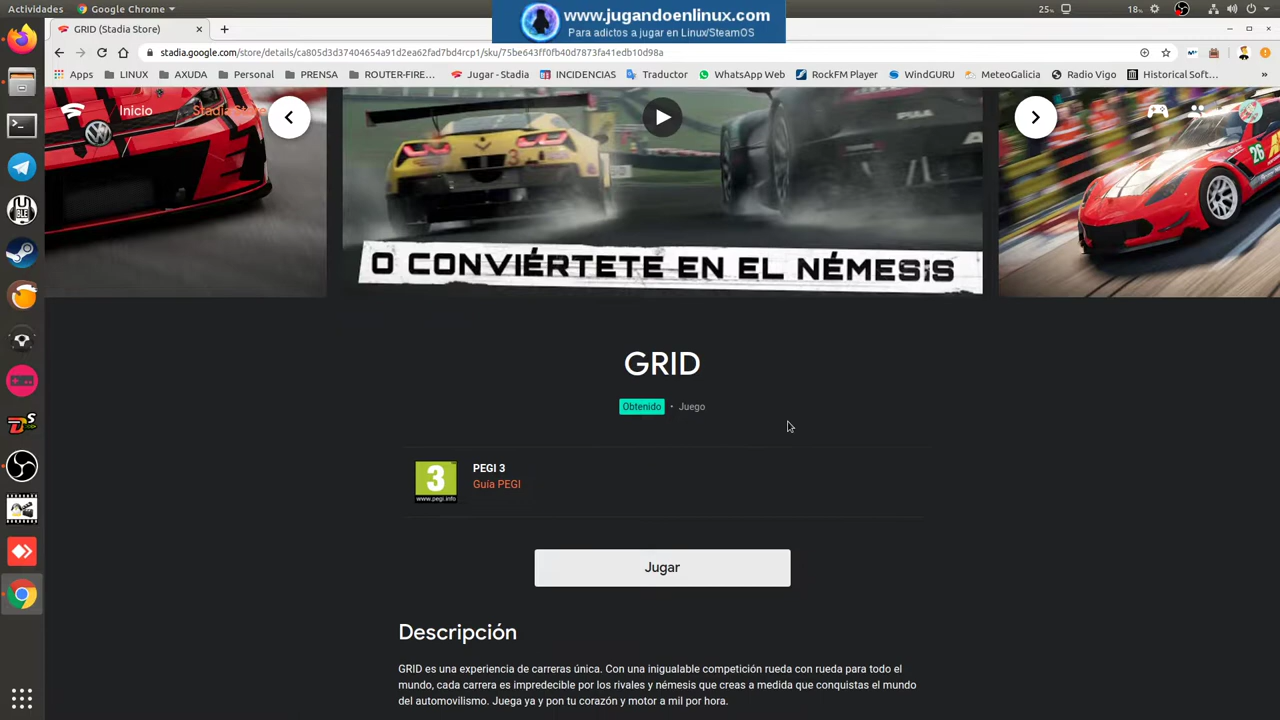 Actividades
Google Chrome
25%
18%
www.jugandoenlinux.com
Para adictos a jugar en Linux/SteamOS
GRID (Stadia Store)
stadia.google.com/store/details/ca805d3d37404654a91d2ea62fad7bd4rcp1/sku/75be643ff0fb40d7873fa41edb10d98a
Apps LINUX AXUDA Personal PRENSA ROUTER-FIRE... Jugar - Stadia INCIDENCIAS Traductor WhatsApp Web RockFM Player WindGURU MeteoGalicia Radio Vigo Historical Soft... »
Inicio Stadia Store
26
3
O CONVIÉRTETE EN EL NÉMESIS
GRID
Obtenido • Juego
3
www.pegi.info
PEGI 3
Guía PEGI
Jugar
Descripción
GRID es una experiencia de carreras única. Con una inigualable competición rueda con rueda para todo el
mundo, cada carrera es impredecible por los rivales y némesis que creas a medida que conquistas el mundo
del automovilismo. Juega ya y pon tu corazón y motor a mil por hora.